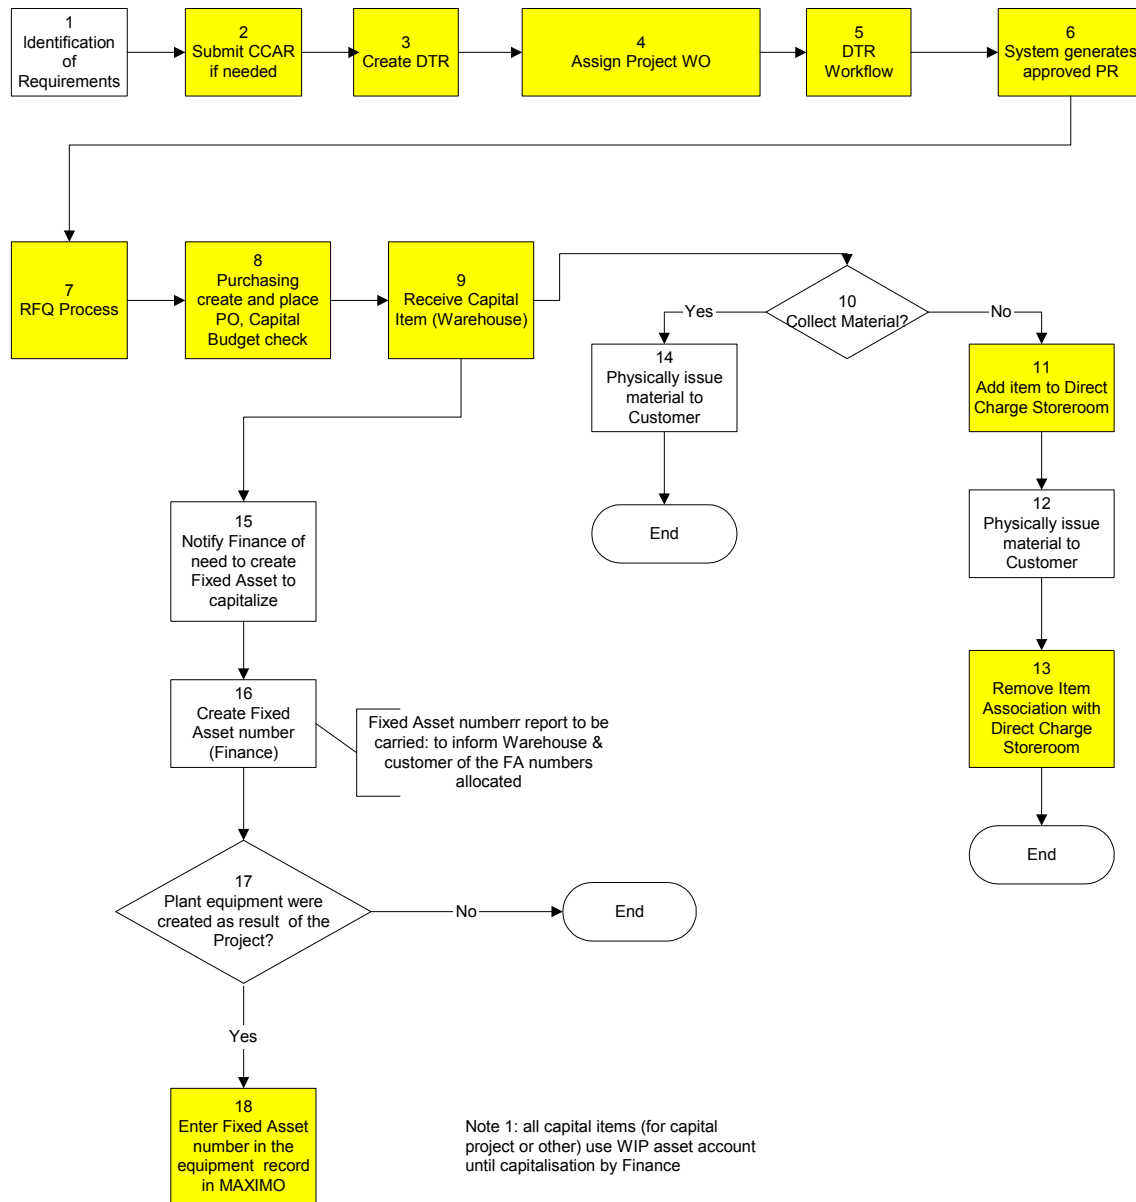 1
Identification
of
Requirements
2
Submit CCAR
if needed
3
Create DTR
4
Assign Project WO
5
DTR
Workflow
6
System generates
approved PR
7
RFQ Process
8
Purchasing
create and place
PO, Capital
Budget check
9
Receive Capital
Item (Warehouse)
10
Collect Material?
Yes
No
14
Physically issue
material to
Customer
End
11
Add item to Direct
Charge Storeroom
12
Physically issue
material to
Customer
13
Remove Item
Association with
Direct Charge
Storeroom
End
15
Notify Finance of
need to create
Fixed Asset to
capitalize
16
Create Fixed
Asset number
(Finance)
Fixed Asset numberr report to be
carried: to inform Warehouse &
customer of the FA numbers
allocated
17
Plant equipment were
created as result of the
Project?
No
End
Yes
18
Enter Fixed Asset
number in the
equipment record
in MAXIMO
Note 1: all capital items (for capital
project or other) use WIP asset account
until capitalisation by Finance